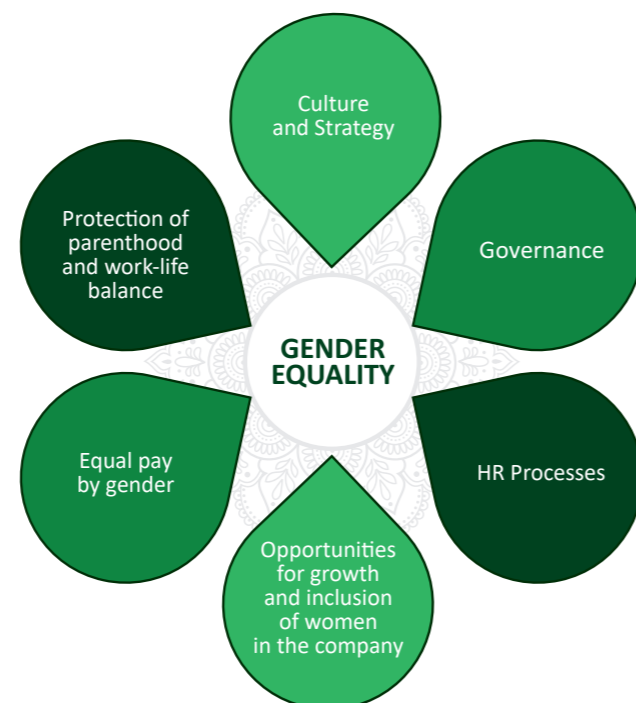 Culture
and Strategy
Governance
HR Processes
Opportunities
for growth
and inclusion
of women
in the company
Equal pay
by gender
Protection of
parenthood
and work-life
balance
GENDER
EQUALITY